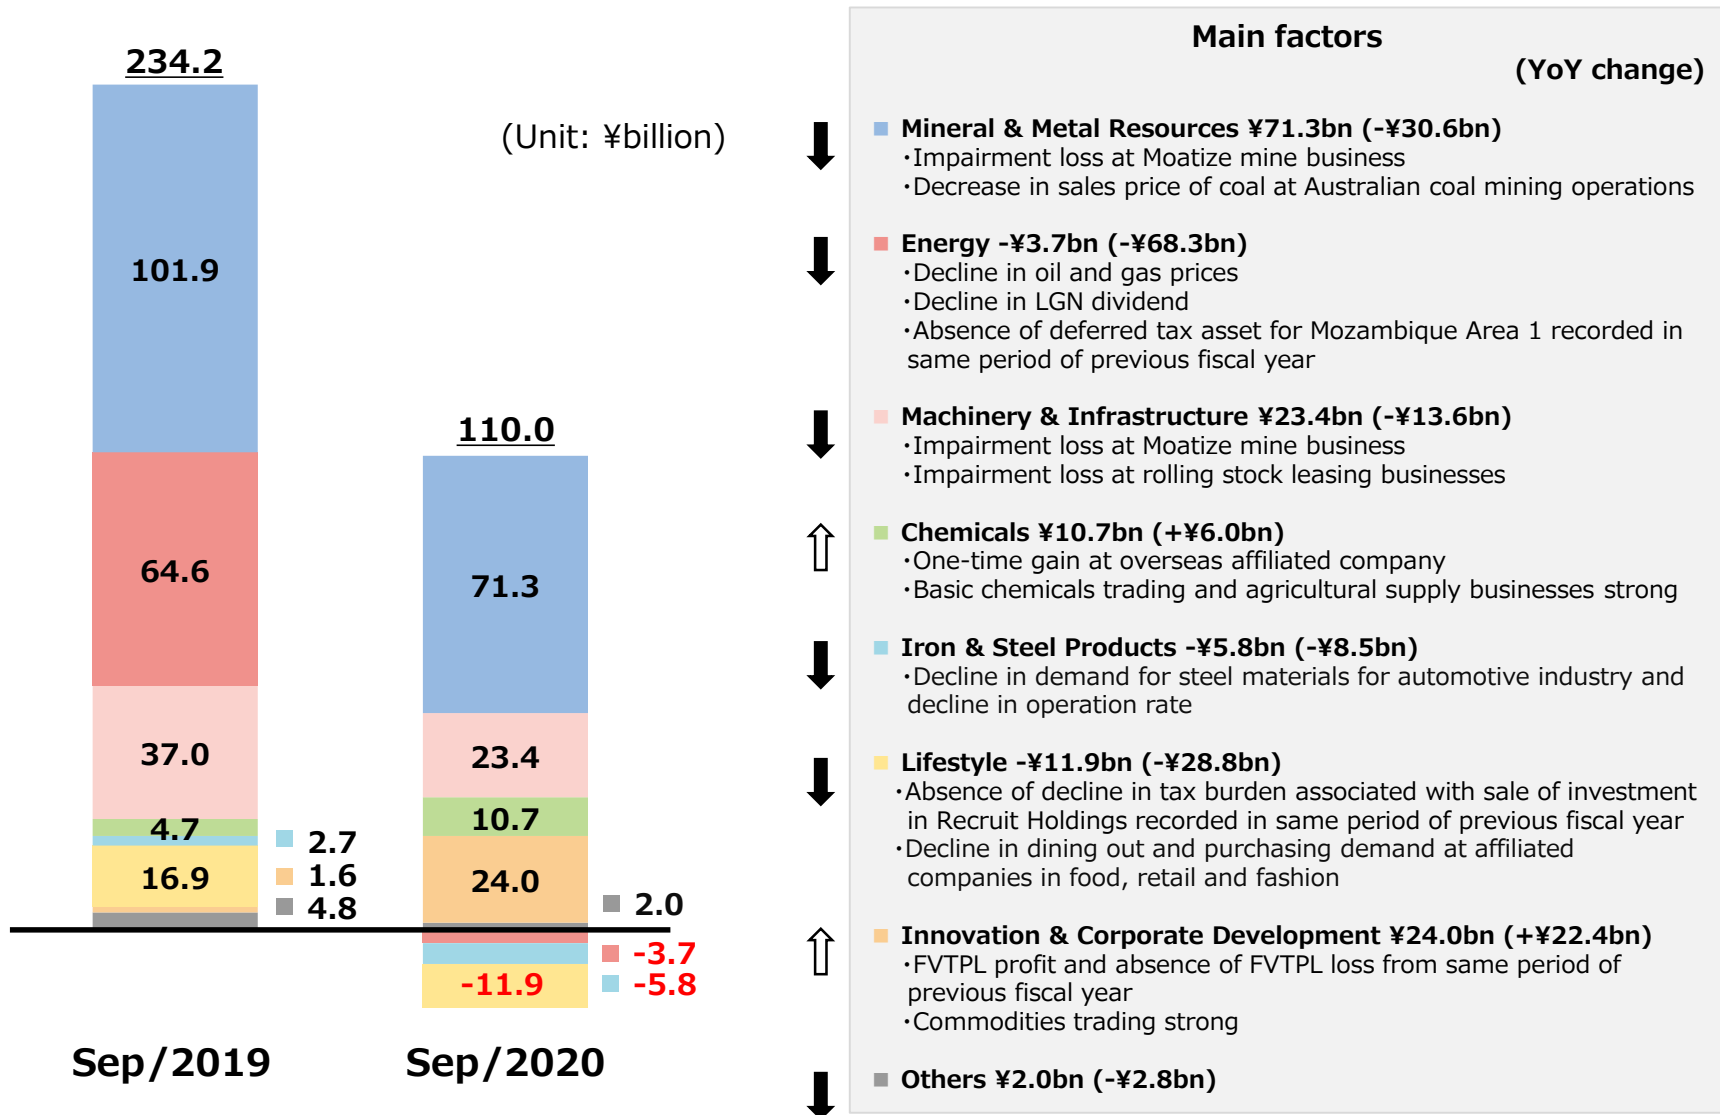 234.2
101.9
64.6
37.0
4.7
2.7
16.9
1.6
4.8
Sep/2019
(Unit: ¥billion)
110.0
71.3
23.4
10.7
24.0
2.0
-3.7
-11.9
-5.8
Sep/2020
Main factors
(YoY change)
Mineral & Metal Resources ¥71.3bn (-¥30.6bn)
・Impairment loss at Moatize mine business
・Decrease in sales price of coal at Australian coal mining operations
Energy -¥3.7bn (-¥68.3bn)
・Decline in oil and gas prices
・Decline in LGN dividend
・Absence of deferred tax asset for Mozambique Area 1 recorded in
same period of previous fiscal year
Machinery & Infrastructure ¥23.4bn (-¥13.6bn)
・Impairment loss at Moatize mine business
・Impairment loss at rolling stock leasing businesses
Chemicals ¥10.7bn (+¥6.0bn)
・One-time gain at overseas affiliated company
・Basic chemicals trading and agricultural supply businesses strong
Iron & Steel Products -¥5.8bn (-¥8.5bn)
・Decline in demand for steel materials for automotive industry and
decline in operation rate
Lifestyle -¥11.9bn (-¥28.8bn)
・Absence of decline in tax burden associated with sale of investment
in Recruit Holdings recorded in same period of previous fiscal year
・Decline in dining out and purchasing demand at affiliated
companies in food, retail and fashion
Innovation & Corporate Development ¥24.0bn (+¥22.4bn)
・FVTPL profit and absence of FVTPL loss from same period of
previous fiscal year
・Commodities trading strong
Others ¥2.0bn (-¥2.8bn)